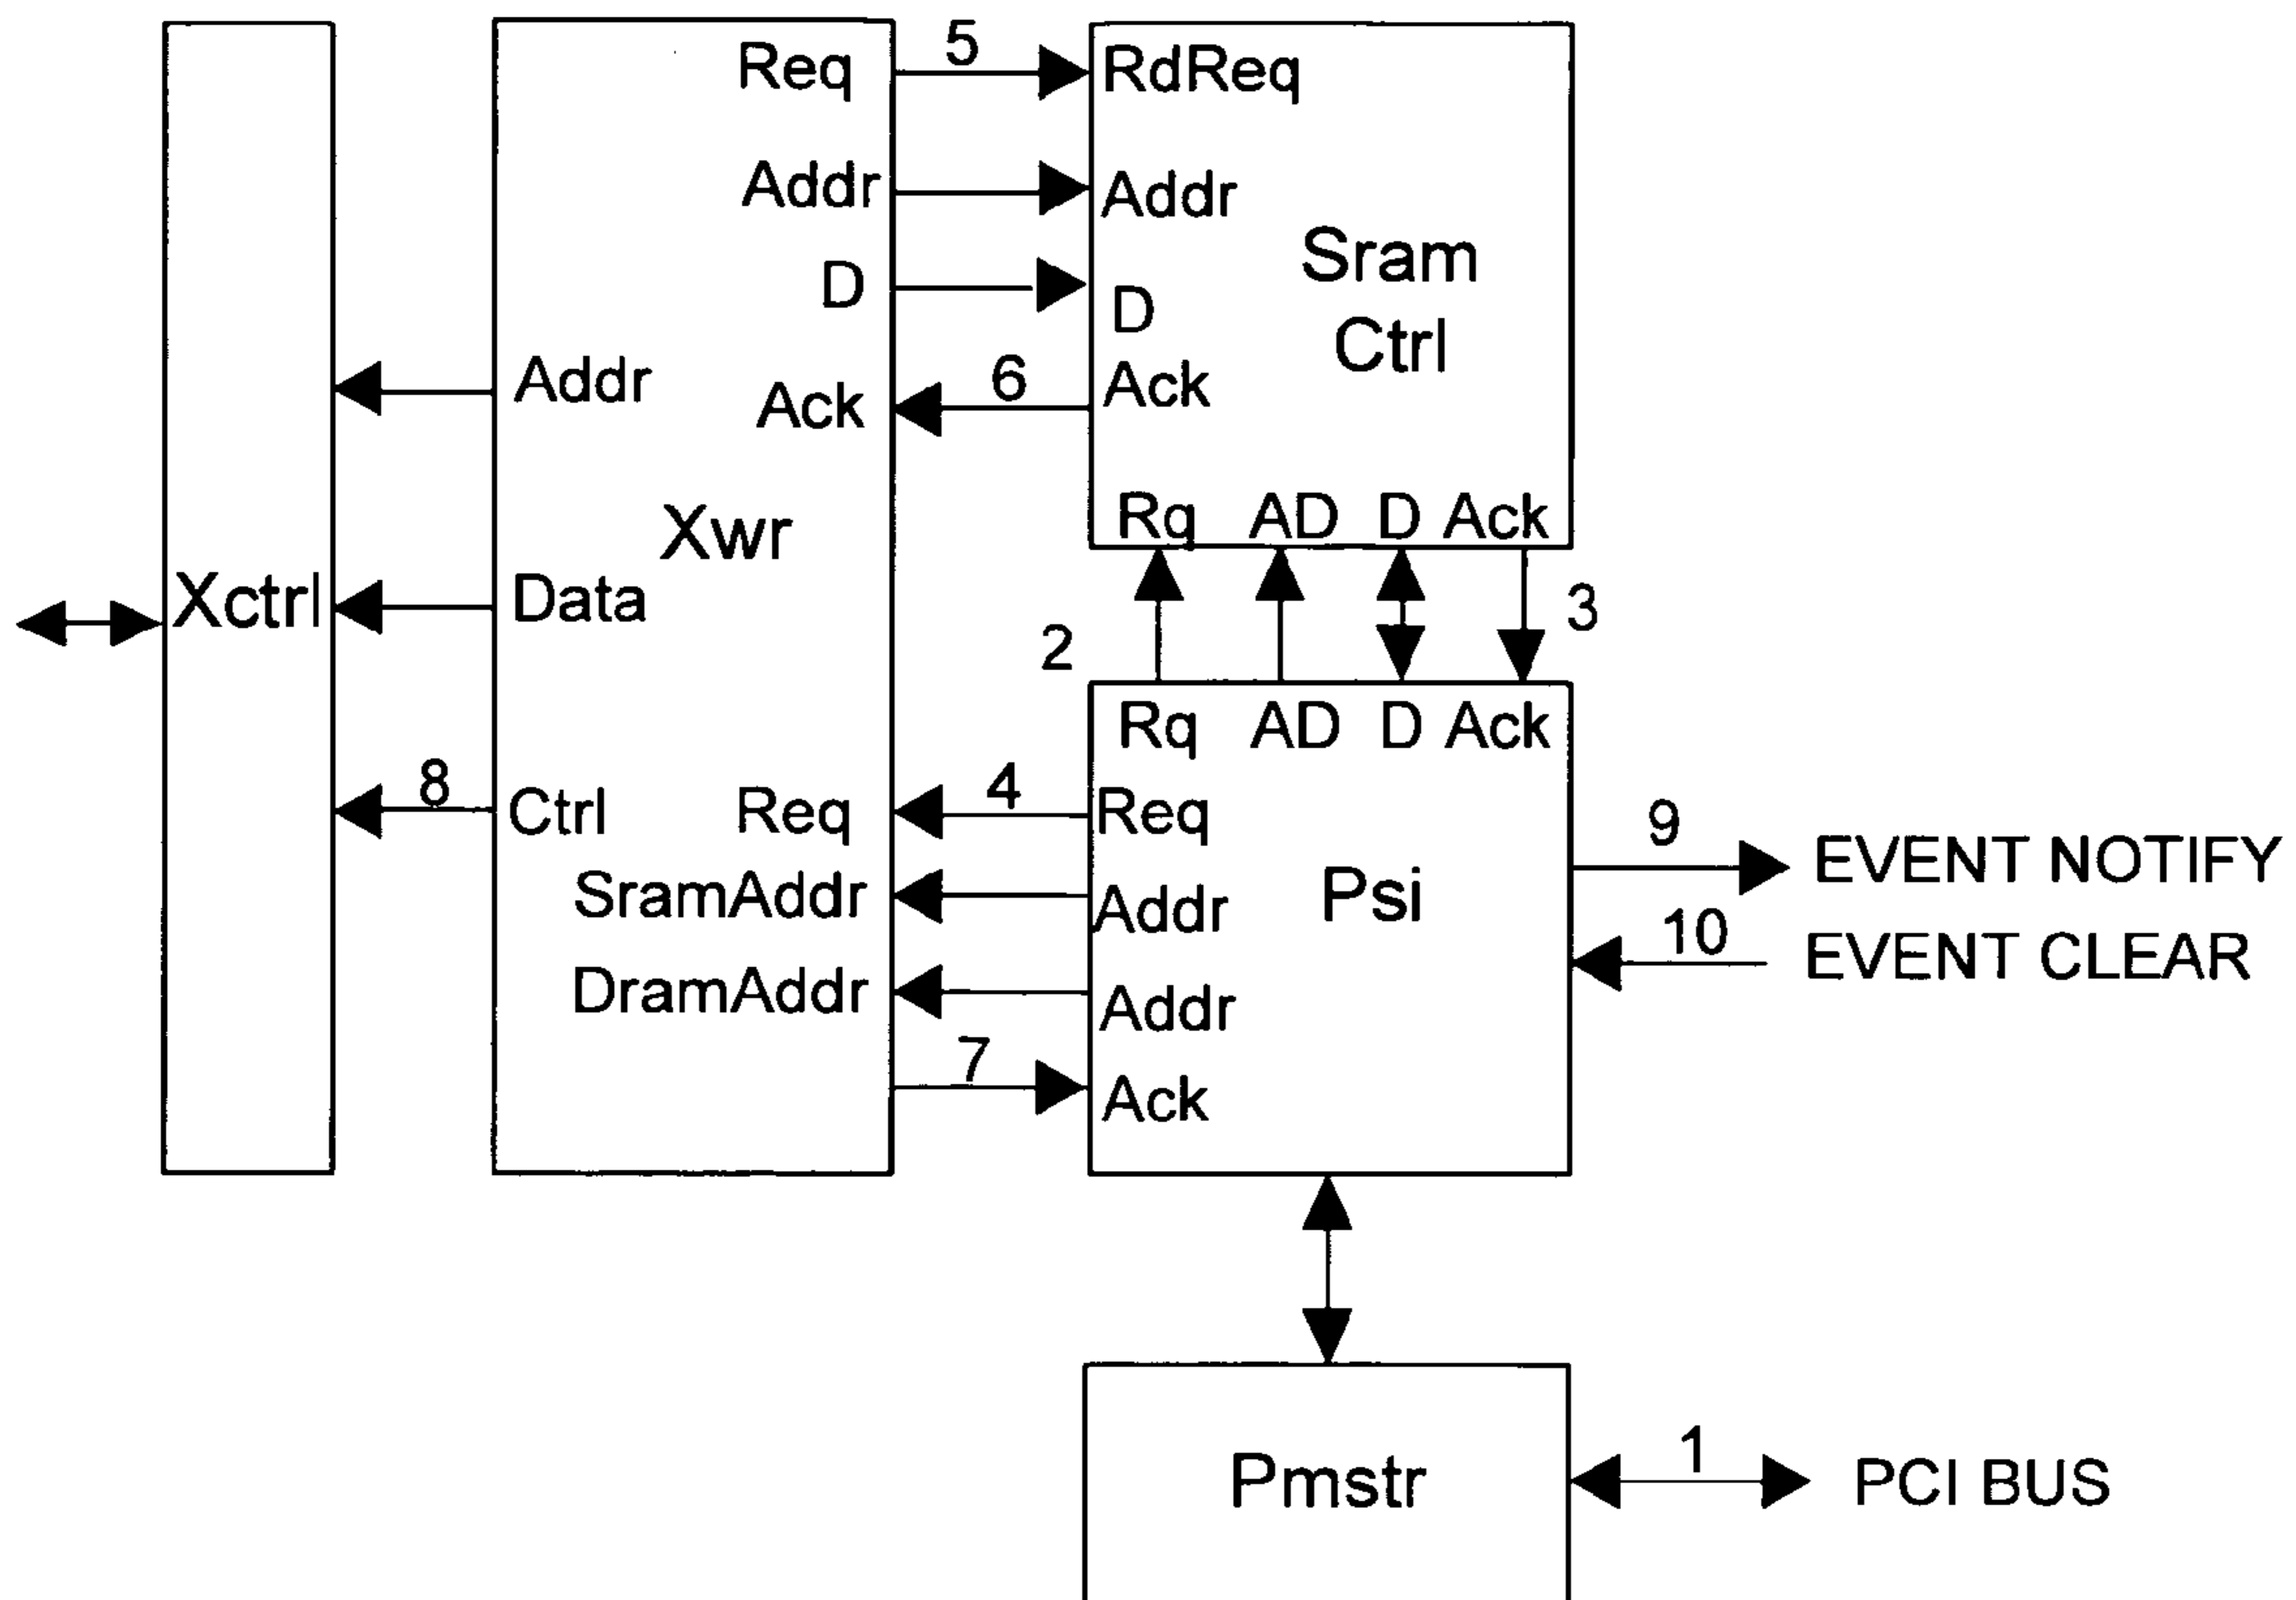 Req 5 RdReq
Addr Addr
D D
Sram
Ctrl
Addr Ack 6 Ack
Rq AD D Ack
Xwr
Xctrl Data
2 3
Rq AD D Ack
8 Ctrl Req 4 Req
9 EVENT NOTIFY
SramAddr Addr Psi
10 EVENT CLEAR
DramAddr Addr
7 Ack
Pmstr 1 PCI BUS